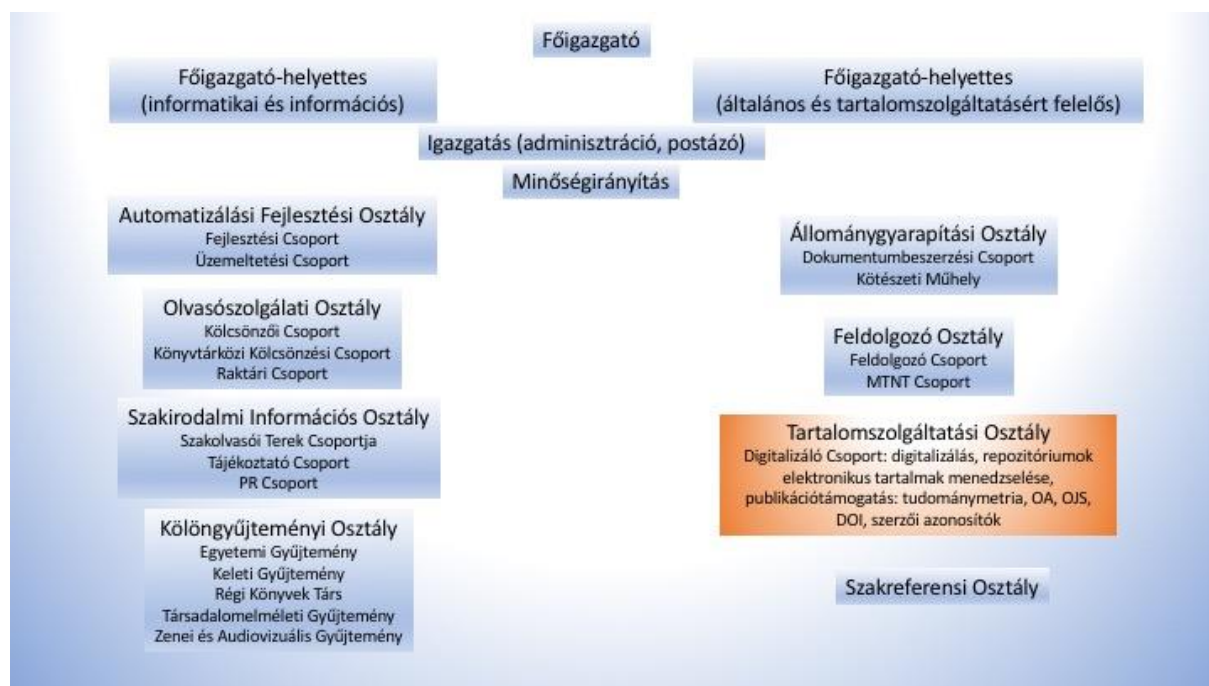 Főigazgató
Főigazgató-helyettes
(informatikai és információs)
Főigazgató-helyettes
(általános és tartalomszolgáltatásért felelős)
Igazgatás (adminisztráció, postázó)
Minőségirányítás
Automatizálási Fejlesztési Osztály
Fejlesztési Csoport
Üzemeltetési Csoport
Olvasószolgálati Osztály
Kölcsönzői Csoport
Könyvtárközi Kölcsönzési Csoport
Raktári Csoport
Szakirodalmi Információs Osztály
Szakolvasói Terek Csoportja
Tájékoztató Csoport
PR Csoport
Kölöngyűjteményi Osztály
Egyetemi Gyűjtemény
Keleti Gyűjtemény
Régi Könyvek Társ
Társadalomelméleti Gyűjtemény
Zenei és Audiovizuális Gyűjtemény
Állománygyarapítási Osztály
Dokumentumbeszerzési Csoport
Kötészeti Műhely
Feldolgozó Osztály
Feldolgozó Csoport
MTNT Csoport
Tartalomszolgáltatási Osztály
Digitalizáló Csoport: digitalizálás, repozitóriumok
elektronikus tartalmak menedzselése,
publikációtámogatás: tudománymetria, OA, OJS,
DOI, szerzői azonosítók
Szakreferensi Osztály